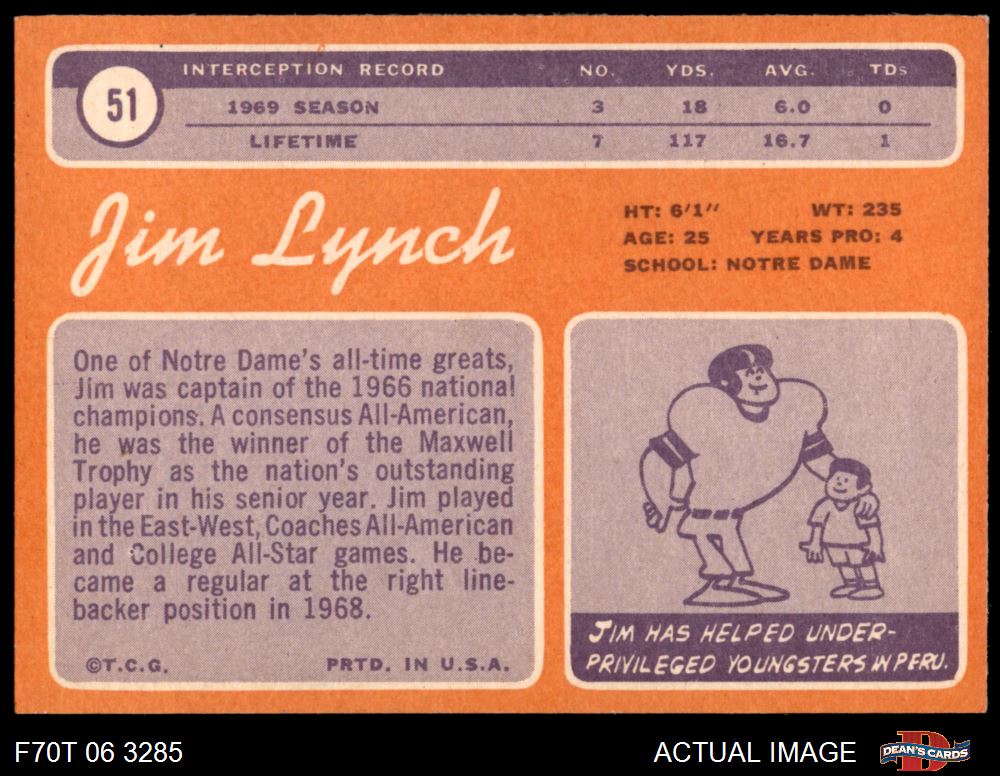 51
INTERCEPTION RECORD NO. YDS. AVG. TDs
1969 SEASON 3 18 6.0 0
LIFETIME 7 117 16.7 1
Jim Lynch
HT: 6'1" WT: 235
AGE: 25 YEARS PRO: 4
SCHOOL: NOTRE DAME
One of Notre Dame's all-time greats,
Jim was captain of the 1966 national
champions. A consensus All-American,
he was the winner of the Maxwell
Trophy as the nation's outstanding
player in his senior year. Jim played
in the East-West, Coaches All-American
and College All-Star games. He be-
came a regular at the right line-
backer position in 1968.
©T.C.G. PRTD. IN U.S.A.
JIM HAS HELPED UNDER-
PRIVILEGED YOUNGSTERS IN PERU.
F70T 06 3285 ACTUAL IMAGE DEAN'S CARDS